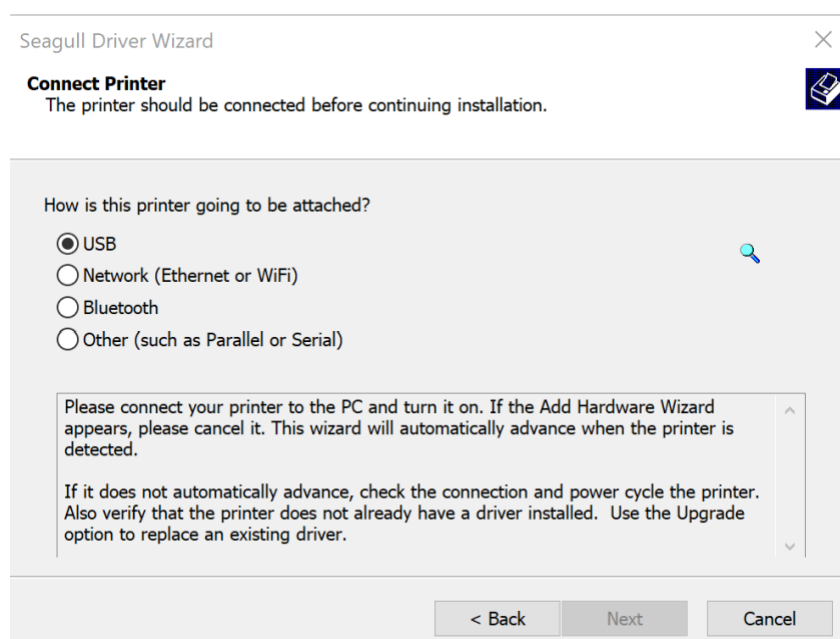 Seagull Driver Wizard
Connect Printer
The printer should be connected before continuing installation.
How is this printer going to be attached?
USB
Network (Ethernet or WiFi)
Bluetooth
Other (such as Parallel or Serial)
Please connect your printer to the PC and turn it on. If the Add Hardware Wizard
appears, please cancel it. This wizard will automatically advance when the printer is
detected.
If it does not automatically advance, check the connection and power cycle the printer.
Also verify that the printer does not already have a driver installed.  Use the Upgrade
option to replace an existing driver.
< Back
Next
Cancel